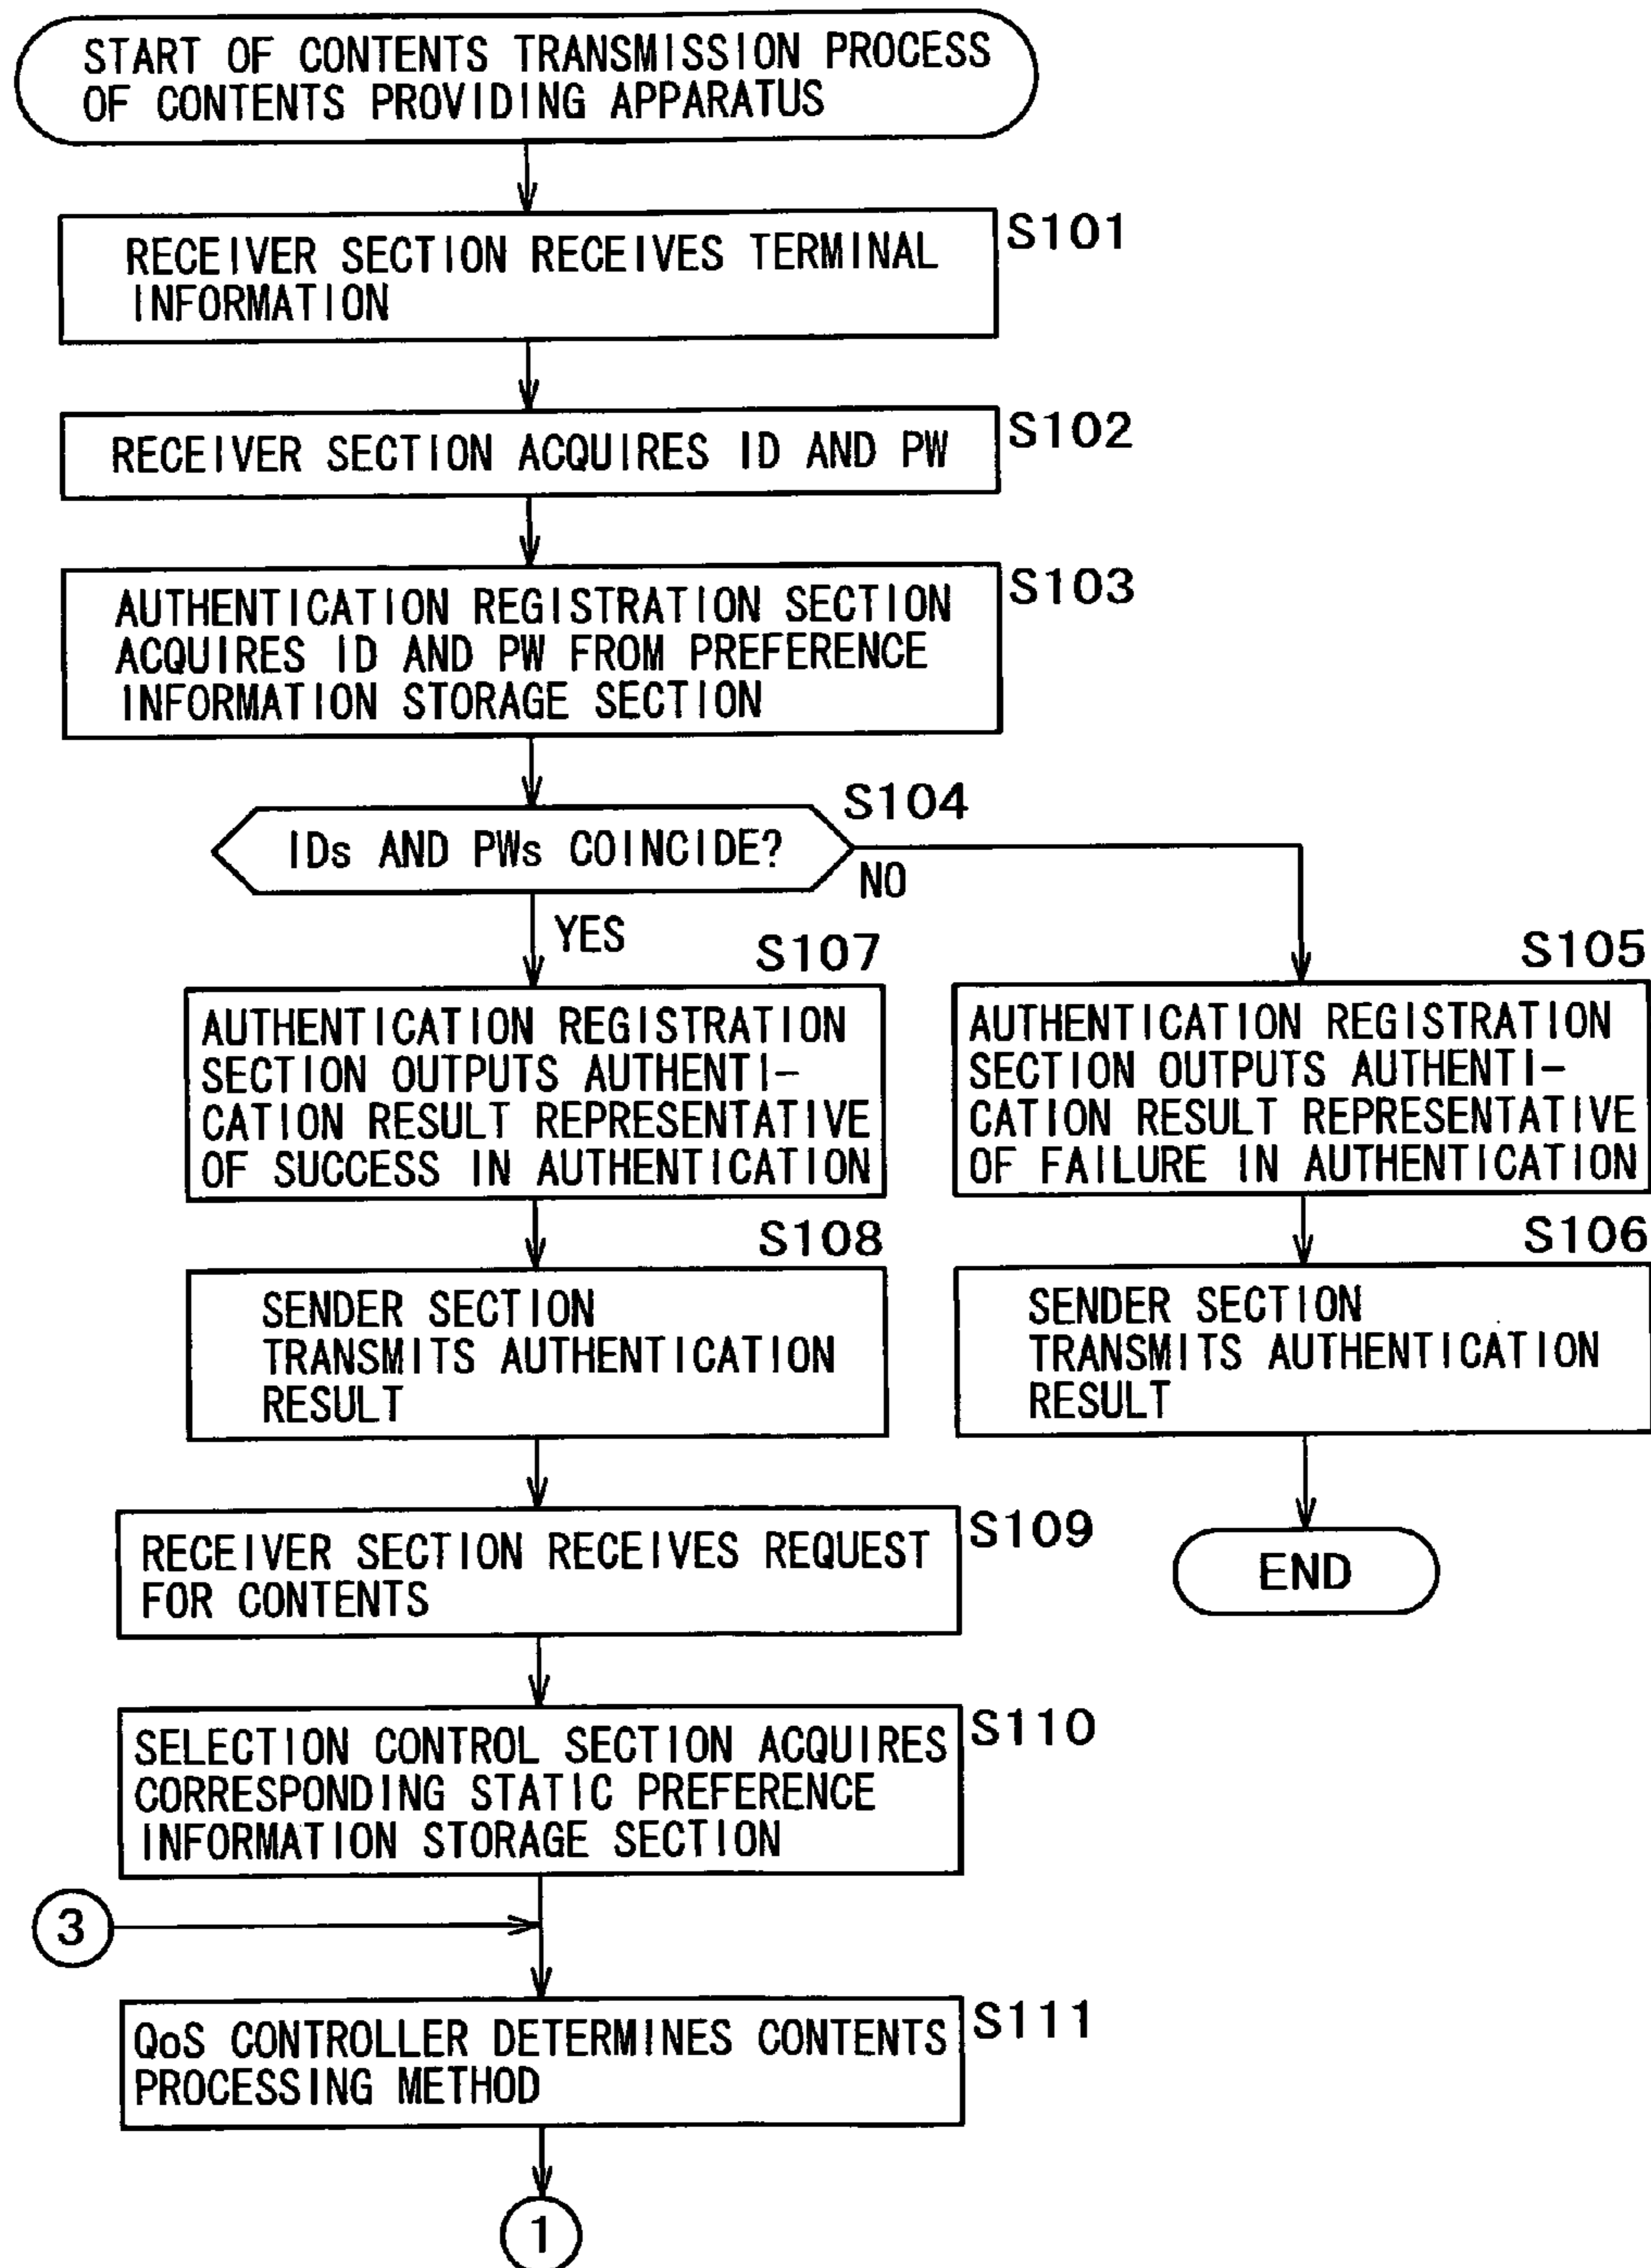 START OF CONTENTS TRANSMISSION PROCESS
OF CONTENTS PROVIDING APPARATUS
S101
RECEIVER SECTION RECEIVES TERMINAL
INFORMATION
S102
RECEIVER SECTION ACQUIRES ID AND PW
S103
AUTHENTICATION REGISTRATION SECTION
ACQUIRES ID AND PW FROM PREFERENCE
INFORMATION STORAGE SECTION
S104
IDs AND PWs COINCIDE?
NO
YES
S107
AUTHENTICATION REGISTRATION
SECTION OUTPUTS AUTHENTI-
CATION RESULT REPRESENTATIVE
OF SUCCESS IN AUTHENTICATION
S105
AUTHENTICATION REGISTRATION
SECTION OUTPUTS AUTHENTI-
CATION RESULT REPRESENTATIVE
OF FAILURE IN AUTHENTICATION
S108
SENDER SECTION
TRANSMITS AUTHENTICATION
RESULT
S106
SENDER SECTION
TRANSMITS AUTHENTICATION
RESULT
S109
RECEIVER SECTION RECEIVES REQUEST
FOR CONTENTS
END
S110
SELECTION CONTROL SECTION ACQUIRES
CORRESPONDING STATIC PREFERENCE
INFORMATION STORAGE SECTION
3
S111
QoS CONTROLLER DETERMINES CONTENTS
PROCESSING METHOD
1